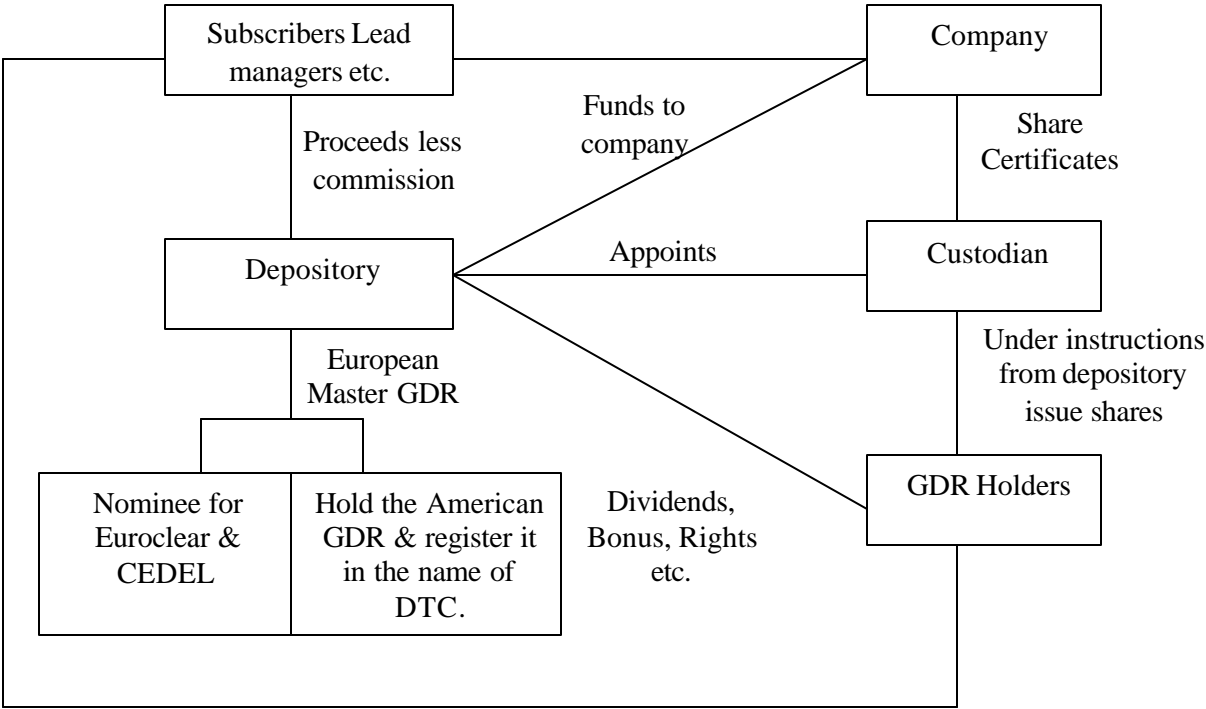 Subscribers Lead
managers etc.
Company
Funds to
company
Share
Certificates
Proceeds less
commission
Depository
Appoints
Custodian
European
Master GDR
Under instructions
from depository
issue shares
Nominee for
Euroclear &
CEDEL
Hold the American
GDR & register it
in the name of
DTC.
Dividends,
Bonus, Rights
etc.
GDR Holders